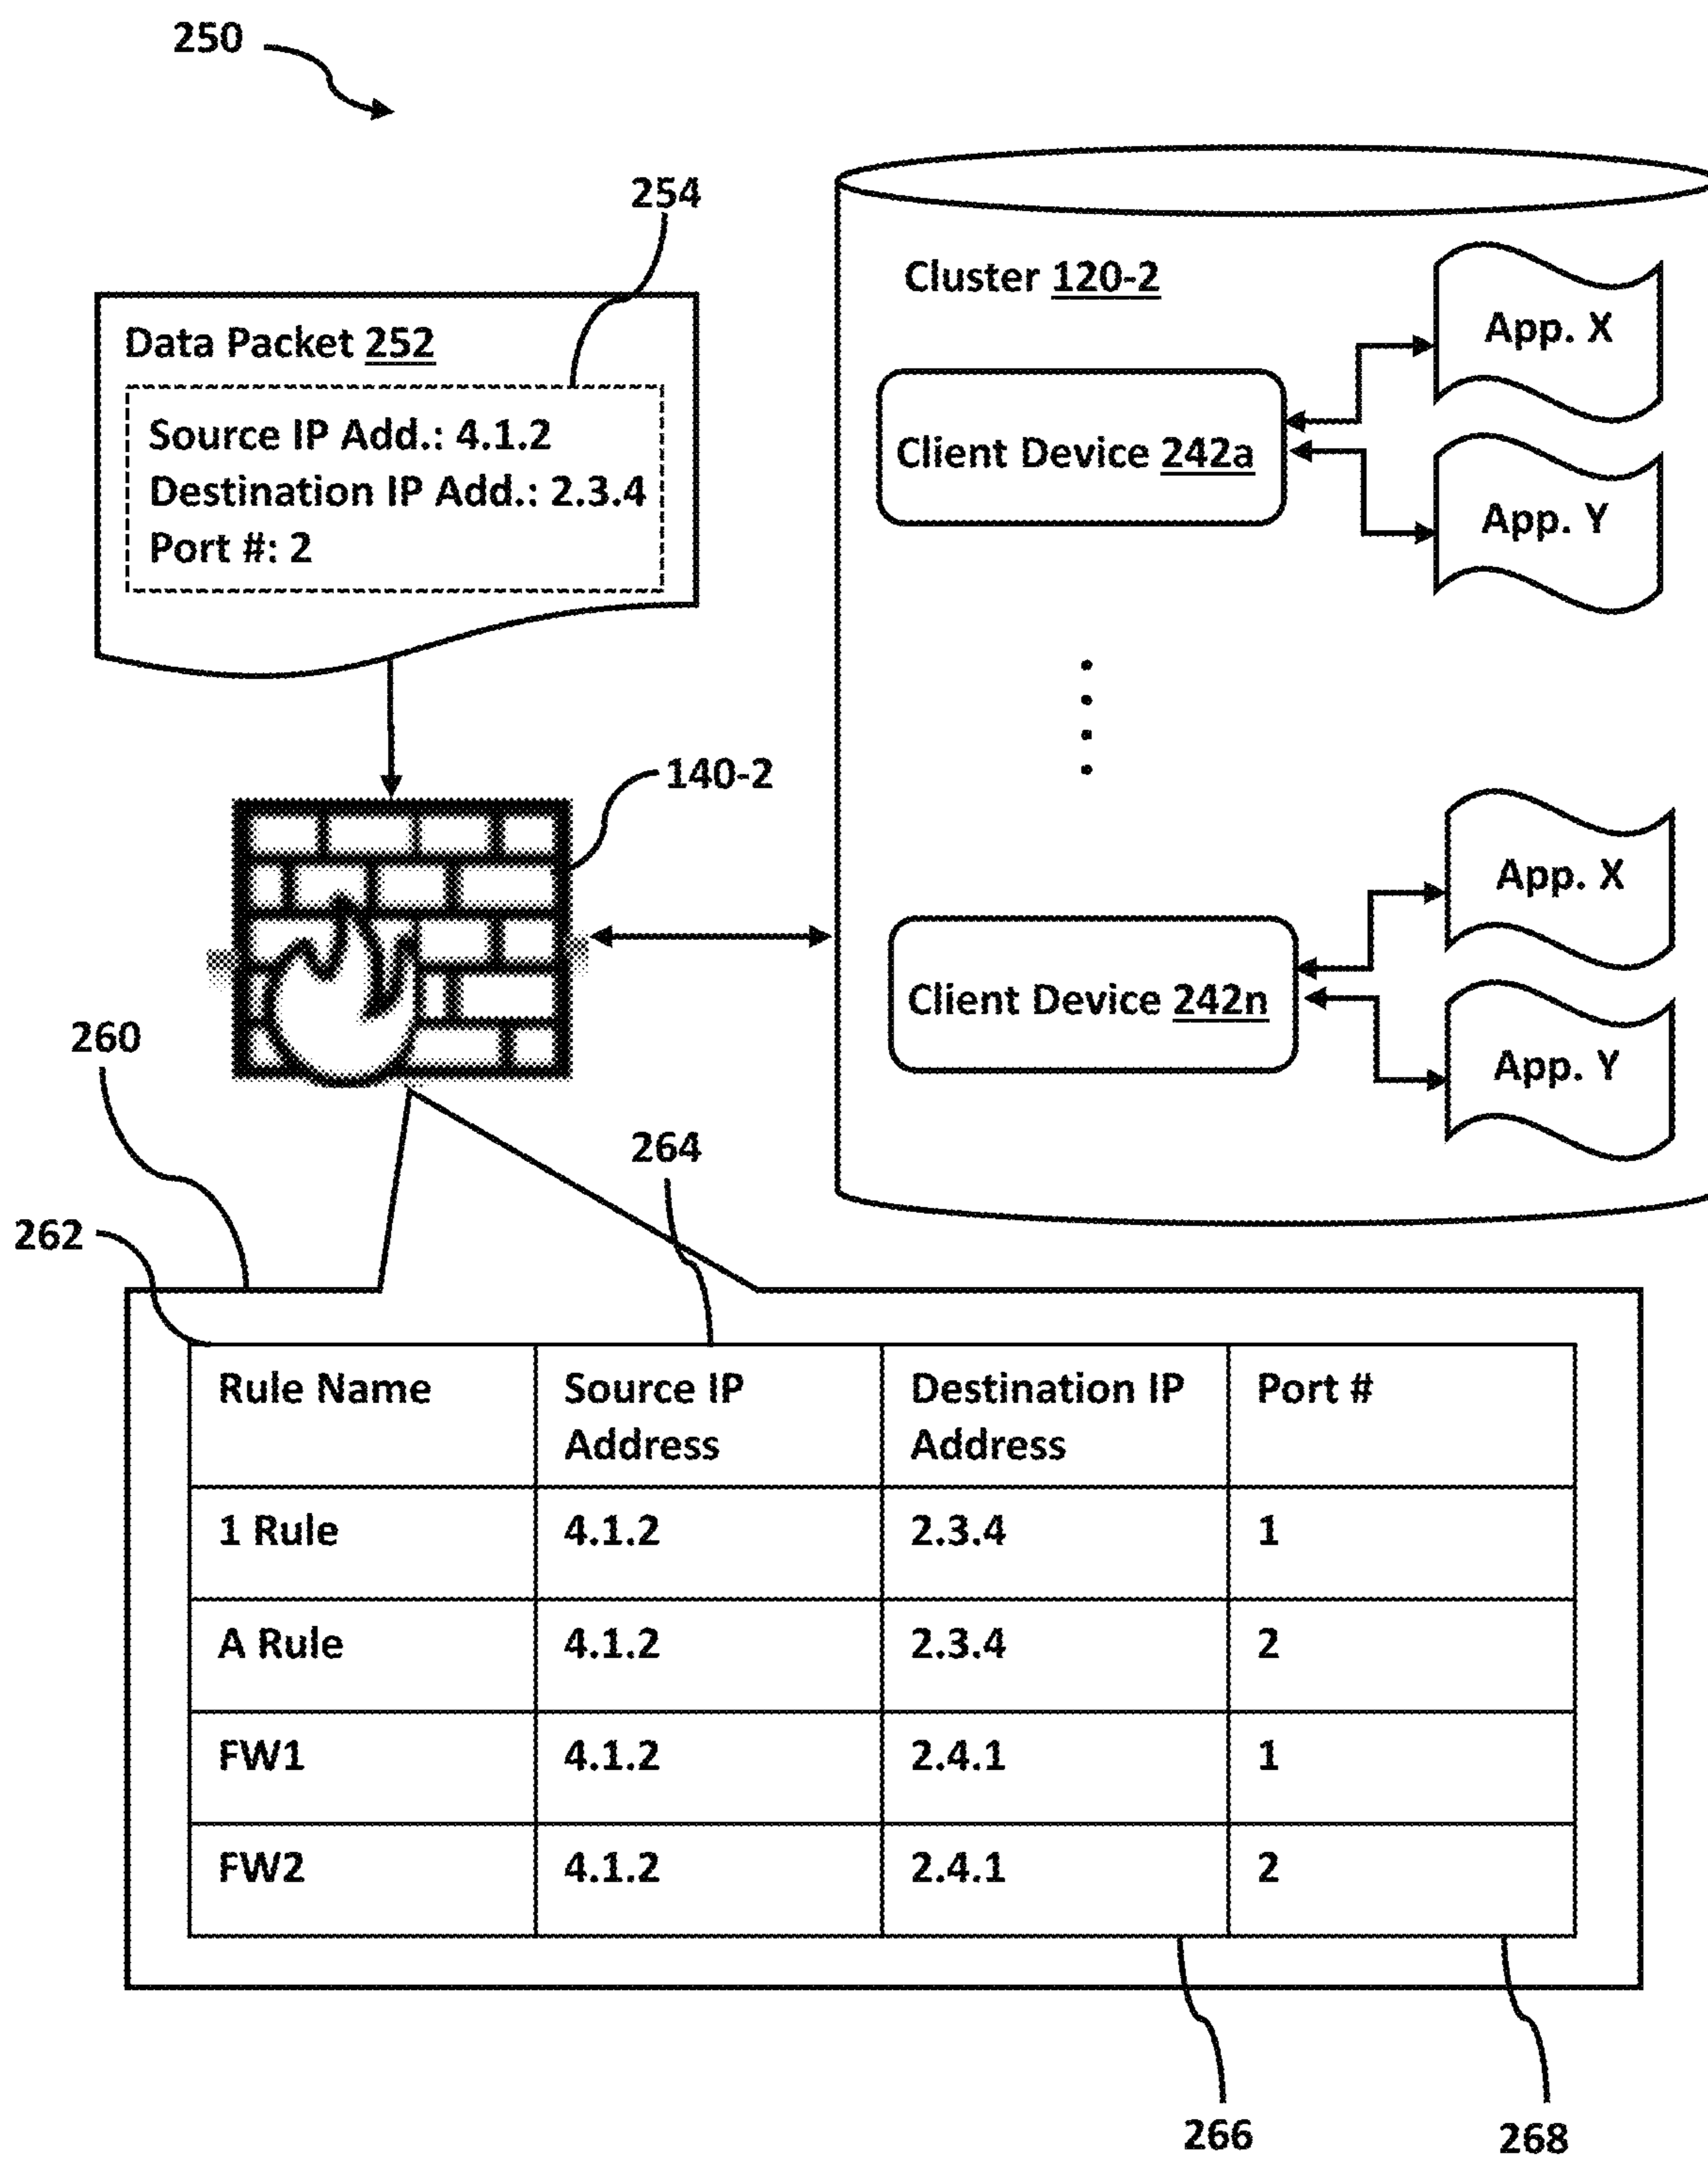 250
254
Data Packet 252
Source IP Add.: 4.1.2
Destination IP Add.: 2.3.4
Port #: 2
Cluster 120-2
App. X
Client Device 242a
App. Y
140-2
App. X
Client Device 242n
App. Y
260
264
262
Rule Name
Source IP
Address
Destination IP
Address
Port #
1 Rule 4.1.2 2.3.4 1
A Rule 4.1.2 2.3.4 2
FW1 4.1.2 2.4.1 1
FW2 4.1.2 2.4.1 2
266
268